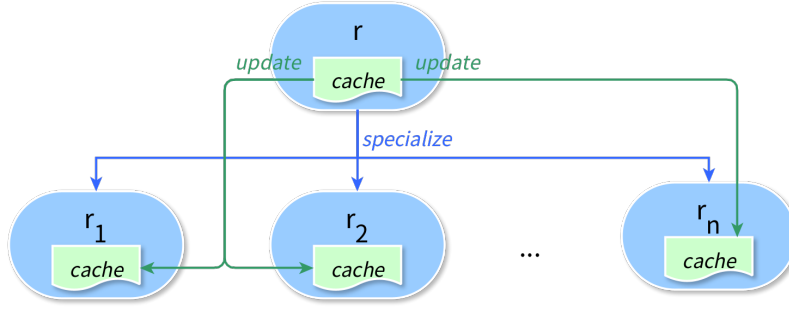 r
update
cache
update
specialize
r1
cache
r2
cache
...
rn
cache